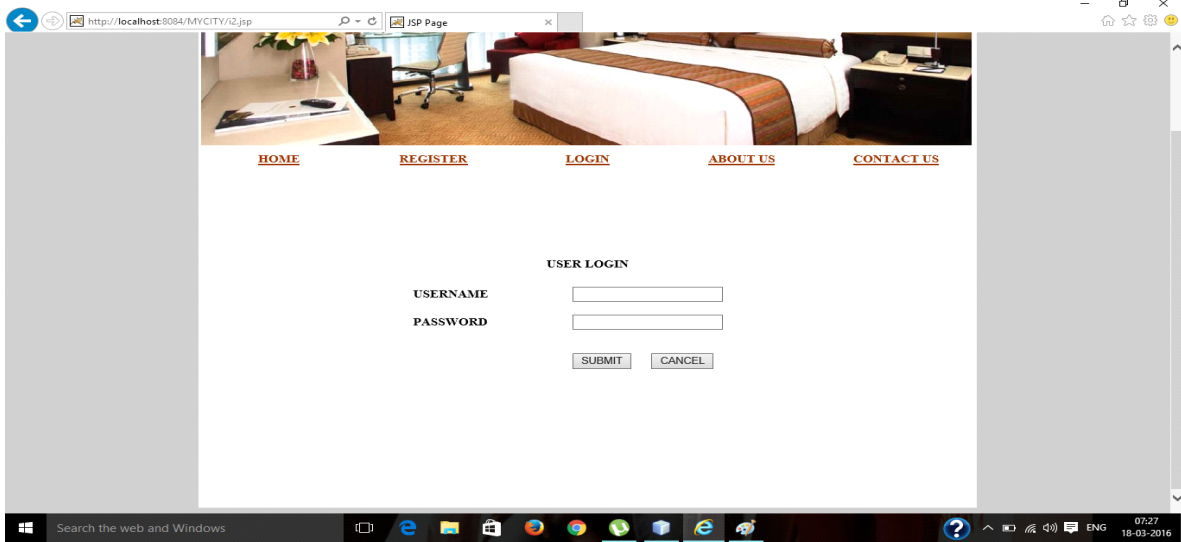 http://localhost:8084/MYCITY/i2.jsp
JSP Page
HOME REGISTER LOGIN ABOUT US CONTACT US
USER LOGIN
USERNAME
PASSWORD
SUBMIT CANCEL
Search the web and Windows
ENG
07:27
18-03-2016